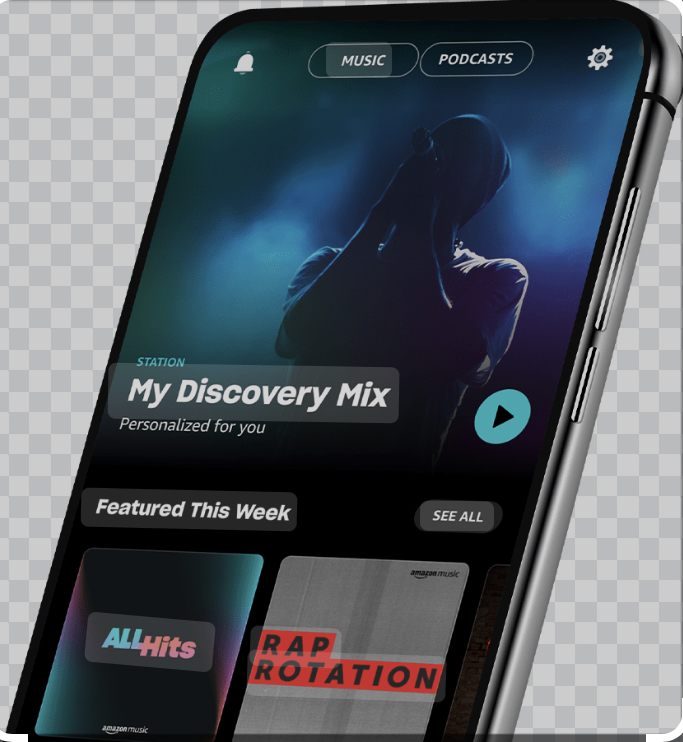 MUSIC
PODCASTS
STATION
My Discovery Mix
Personalized for you
Featured This Week
SEE ALL
ALL Hits
amazon music
amazon music
RAP
ROTATION